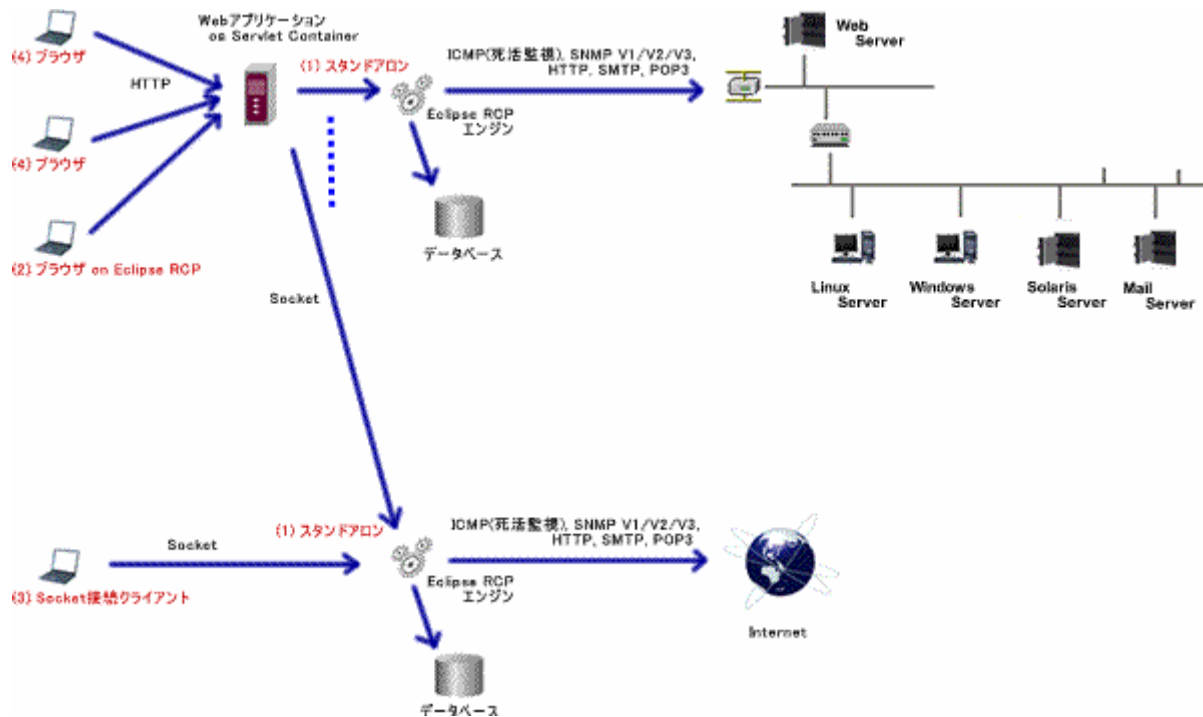 Webアプリケーション
on Servlet Container
Web
Server
(4) ブラウザ
HTTP
(1) スタンドアロン
ICMP(死活監視), SNMP V1/V2/V3,
HTTP, SMTP, POP3
Eclipse RCP
エンジン
(4) ブラウザ
データベース
(2) ブラウザ on Eclipse RCP
Linux
Server
Windows
Server
Solaris
Server
Mail
Server
Socket
(1) スタンドアロン
ICMP(死活監視), SNMP V1/V2/V3,
HTTP, SMTP, POP3
Socket
Eclipse RCP
エンジン
(3) Socket接続クライアント
Internet
データベース